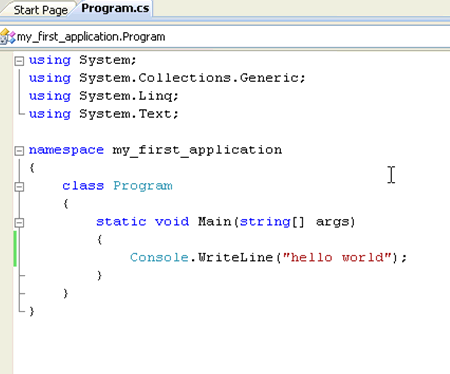 Start Page
Program.cs
my_first_application.Program
using System;
using System.Collections.Generic;
using System.Linq;
using System.Text;
namespace my_first_application
{
class Program
{
static void Main(string[] args)
{
Console.WriteLine("hello world");
}
}
}